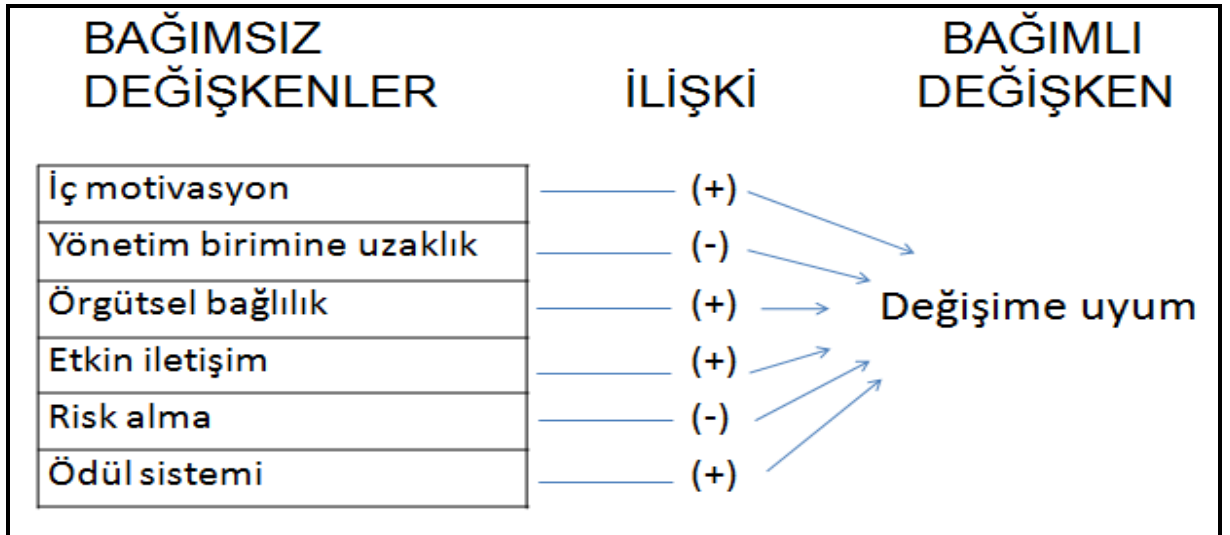 BAĞIMSIZ DEĞİŞKENLER
İLİŞKİ
BAĞIMLI DEĞİŞKEN
İç motivasyon (+)
Yönetim birimine uzaklık (-)
Örgütsel bağlılık (+) Değişime uyum
Etkin iletişim (+)
Risk alma (-)
Ödül sistemi (+)